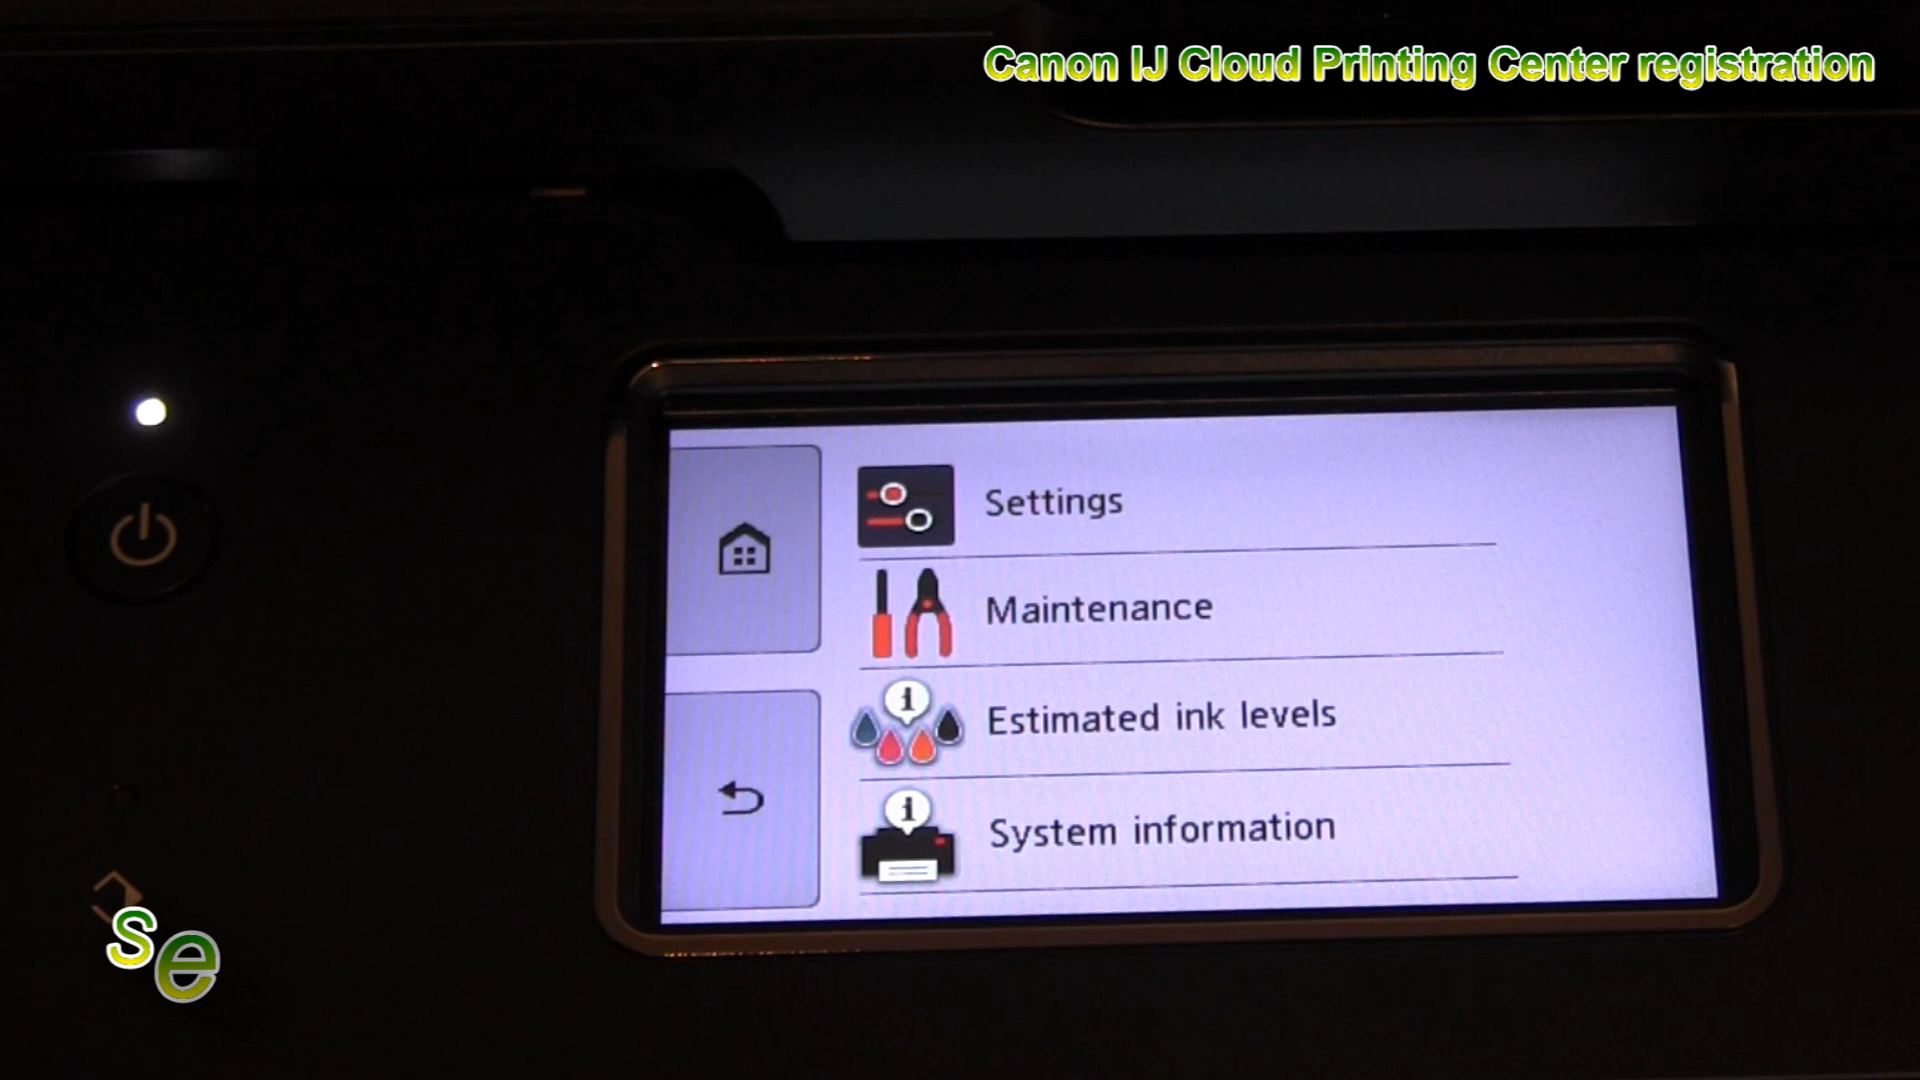 Canon IJ Cloud Printing Center registration
Settings
Maintenance
i
Estimated ink levels
i
System information
se